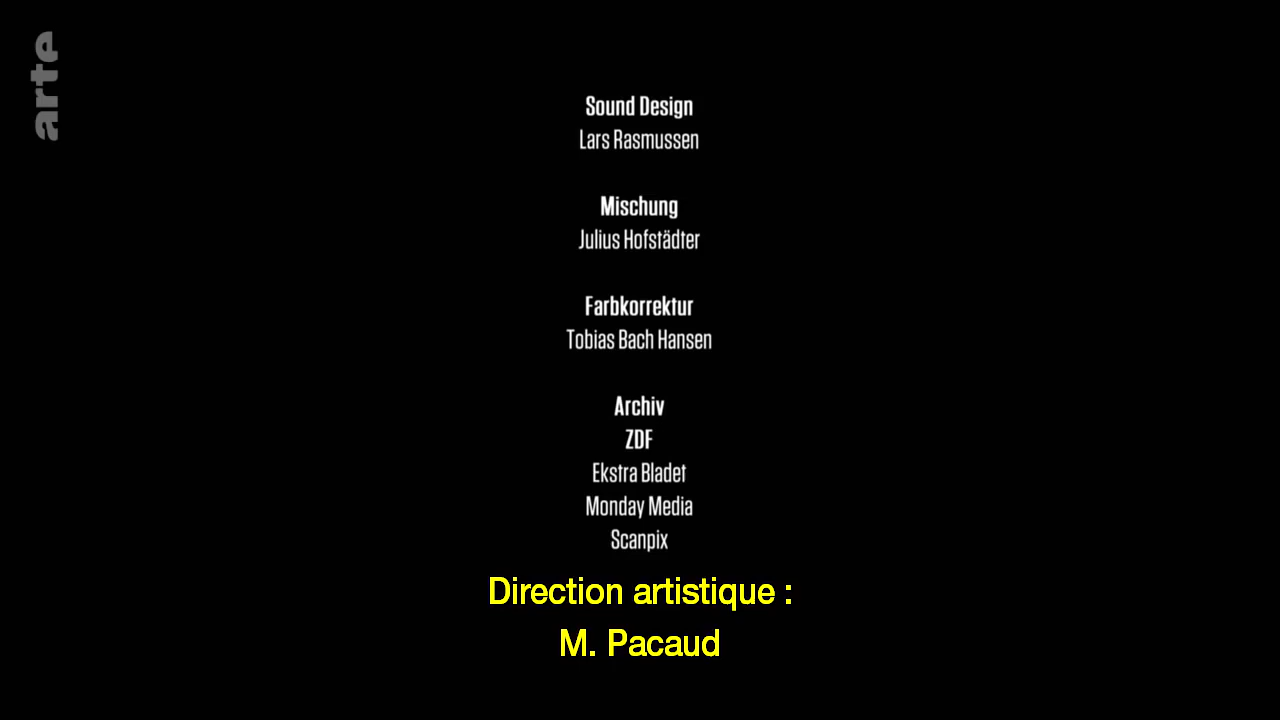 arte
Sound Design
Lars Rasmussen
Mischung
Julius Hofstädter
Farbkorrektur
Tobias Bach Hansen
Archiv
ZDF
Ekstra Bladet
Monday Media
Scanpix
Direction artistique :
M. Pacaud